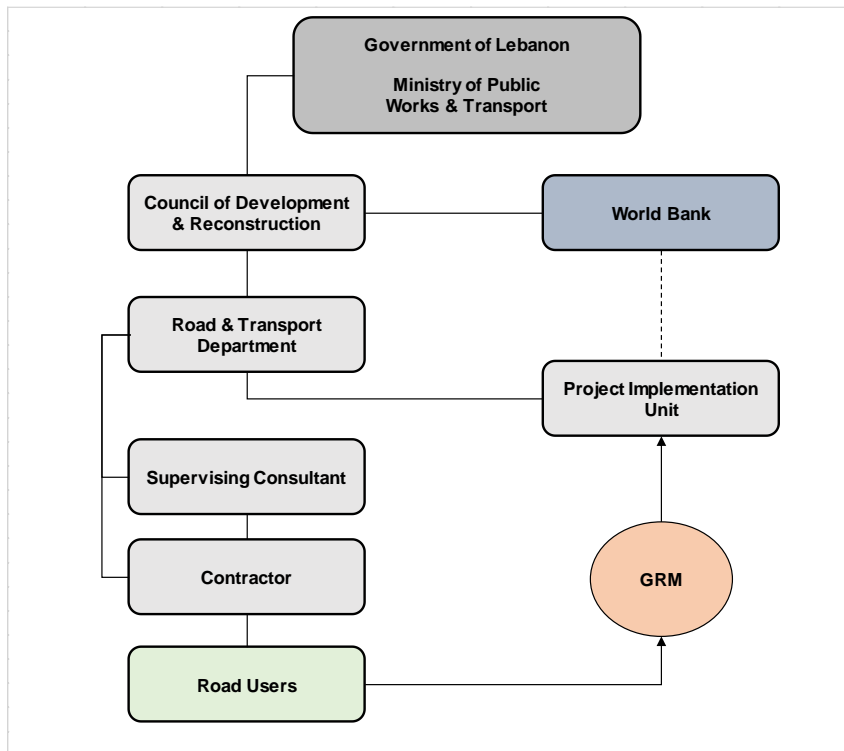 Government of Lebanon
Ministry of Public
Works & Transport
Council of Development
& Reconstruction
World Bank
Road & Transport
Department
Project Implementation
Unit
Supervising Consultant
Contractor
GRM
Road Users